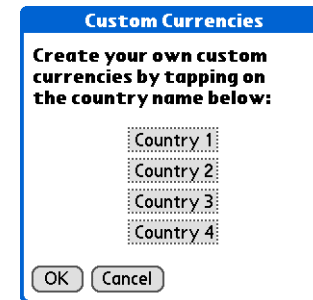 Custom Currencies
Create your own custom
currencies by tapping on
the country name below:
Country 1
Country 2
Country 3
Country 4
OK Cancel